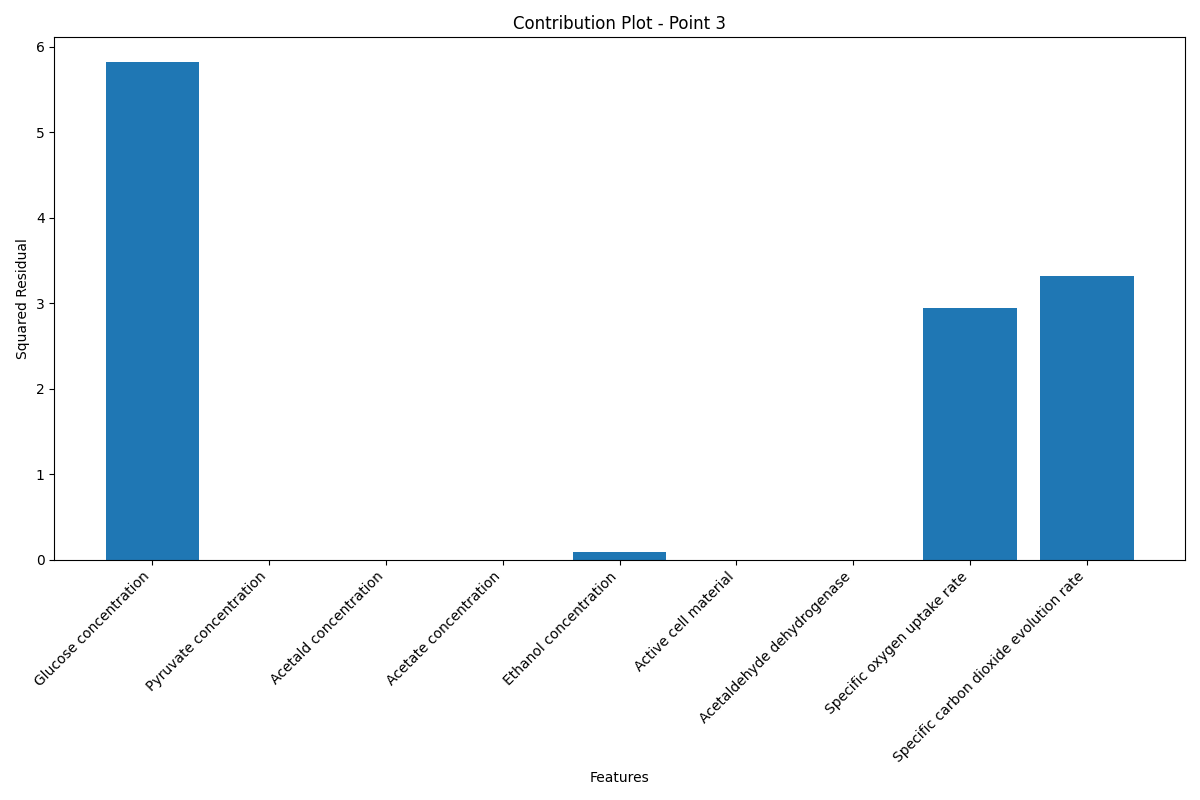 Contribution Plot - Point 3
Squared Residual
6
5
4
3
2
1
0
Glucose concentration
Pyruvate concentration
Acetald concentration
Acetate concentration
Ethanol concentration
Active cell material
Acetaldehyde dehydrogenase
Specific oxygen uptake rate
Specific carbon dioxide evolution rate
Features